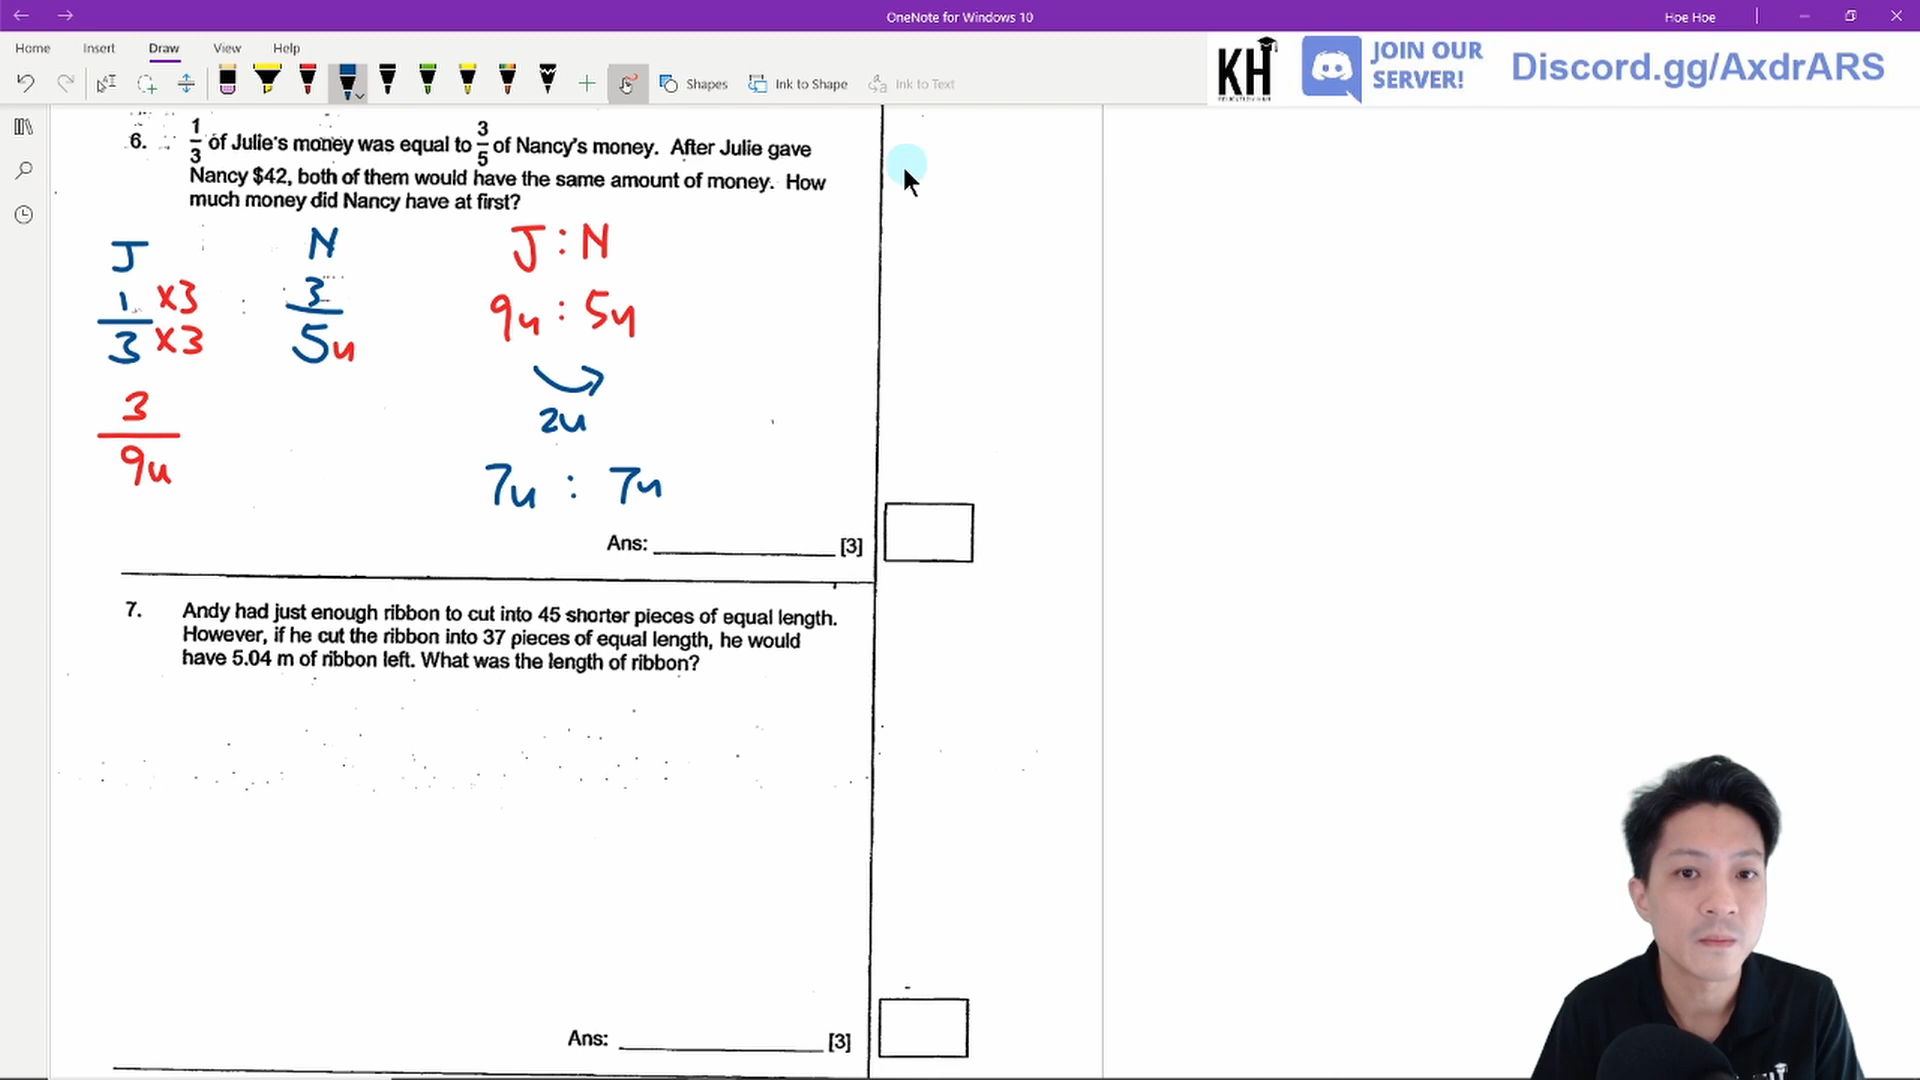 OneNote for Windows 10
Hoe Hoe
Home Insert Draw View Help
Shapes
Ink to Shape
Ink to Text
KH
JOIN OUR
SERVER!
Discord.gg/AxdrARS
6. 1/3 of Julie's money was equal to 3/5 of Nancy's money. After Julie gave
Nancy $42, both of them would have the same amount of money. How
much money did Nancy have at first?
J N
1/3 ×3/×3 : 3/5u
3/9u
J : N
9u : 5u
2u
7u : 7u
Ans: ____________ [3]
7. Andy had just enough ribbon to cut into 45 shorter pieces of equal length.
However, if he cut the ribbon into 37 pieces of equal length, he would
have 5.04 m of ribbon left. What was the length of ribbon?
Ans: ____________ [3]